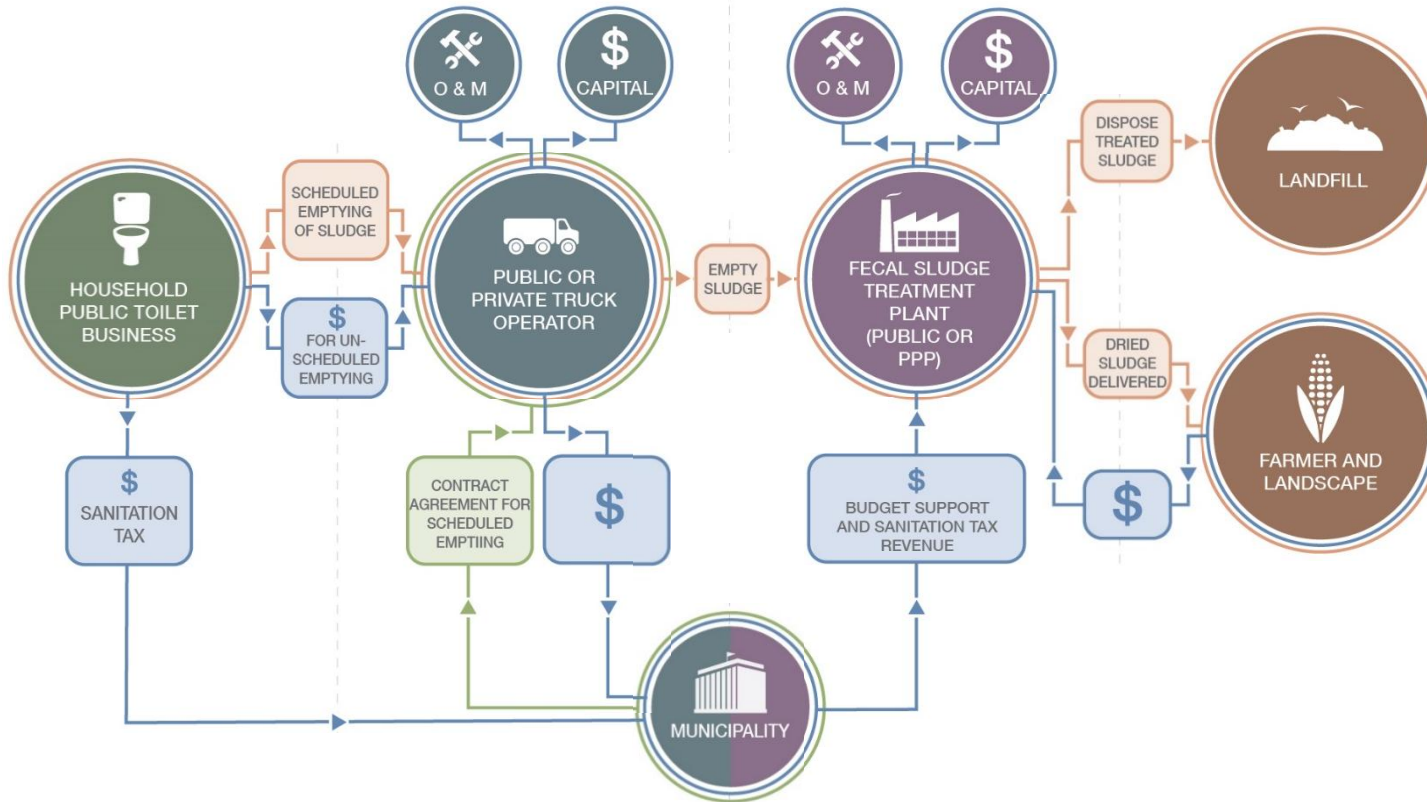 O & M
$
CAPITAL
O & M
$
CAPITAL
DISPOSE
TREATED
SLUDGE
LANDFILL
SCHEDULED
EMPTYING
OF SLUDGE
HOUSEHOLD
PUBLIC TOILET
BUSINESS
$
FOR UN-
SCHEDULED
EMPTYING
PUBLIC OR
PRIVATE TRUCK
OPERATOR
EMPTY
SLUDGE
FECAL SLUDGE
TREATMENT
PLANT
(PUBLIC OR
PPP)
DRIED
SLUDGE
DELIVERED
FARMER AND
LANDSCAPE
$
$
SANITATION
TAX
CONTRACT
AGREEMENT FOR
SCHEDULED
EMPTIING
$
$
BUDGET SUPPORT
AND SANITATION TAX
REVENUE
MUNICIPALITY